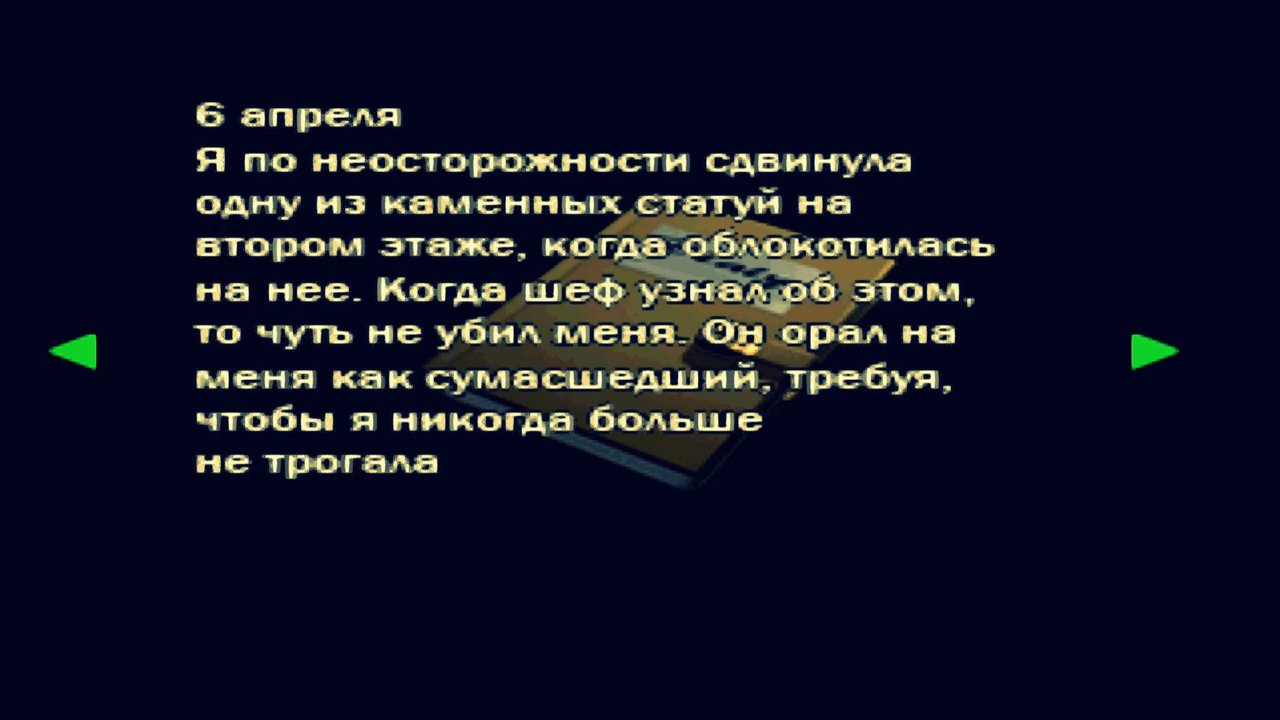 6 апреля
Я по неосторожности сдвинула
одну из каменных статуй на
втором этаже, когда облокотилась
на нее. Когда шеф узнал об этом,
то чуть не убил меня. Он орал на
меня как сумасшедший, требуя,
чтобы я никогда больше
не трогала